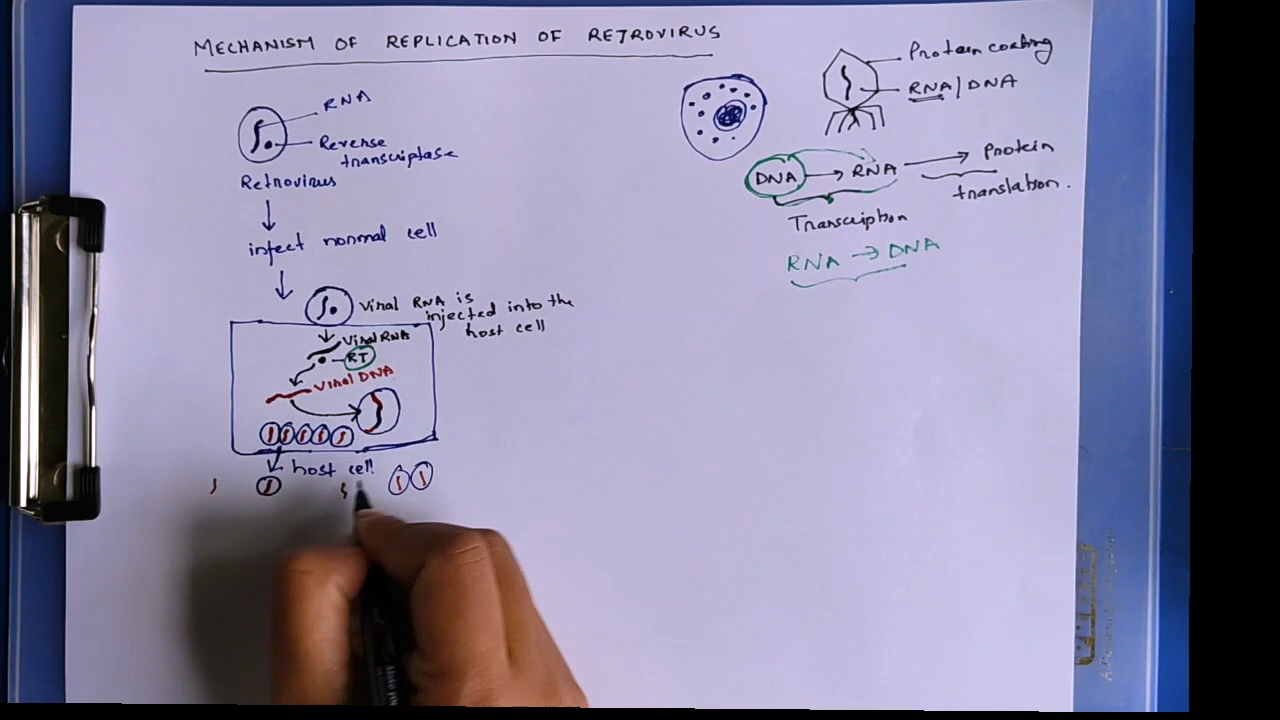 MECHANISM OF REPLICATION OF RETROVIRUS
RNA
Reverse
transcriptase
Retrovirus
infect normal cell
Viral RNA is
injected into the
host cell
Viral RNA
RT
Viral DNA
host cell
Protein coating
RNA/DNA
DNA → RNA → Protein
translation.
Transcription
RNA → DNA